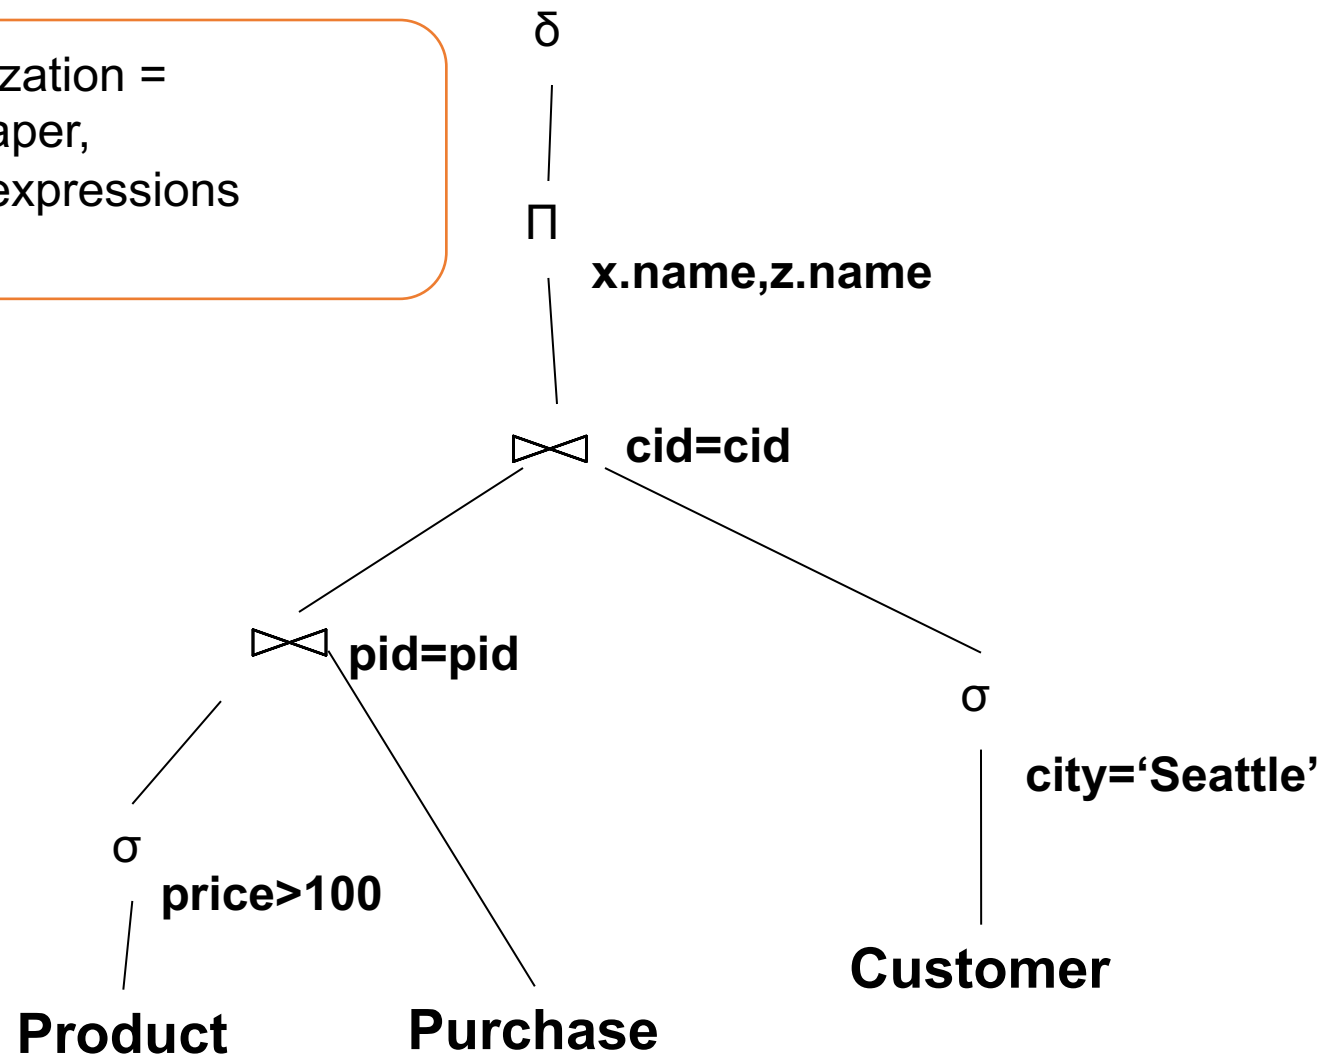 δ
zation =
aper,
expressions
Π
x.name,z.name
cid=cid
pid=pid
σ
city=‘Seattle’
σ
price>100
Customer
Product
Purchase